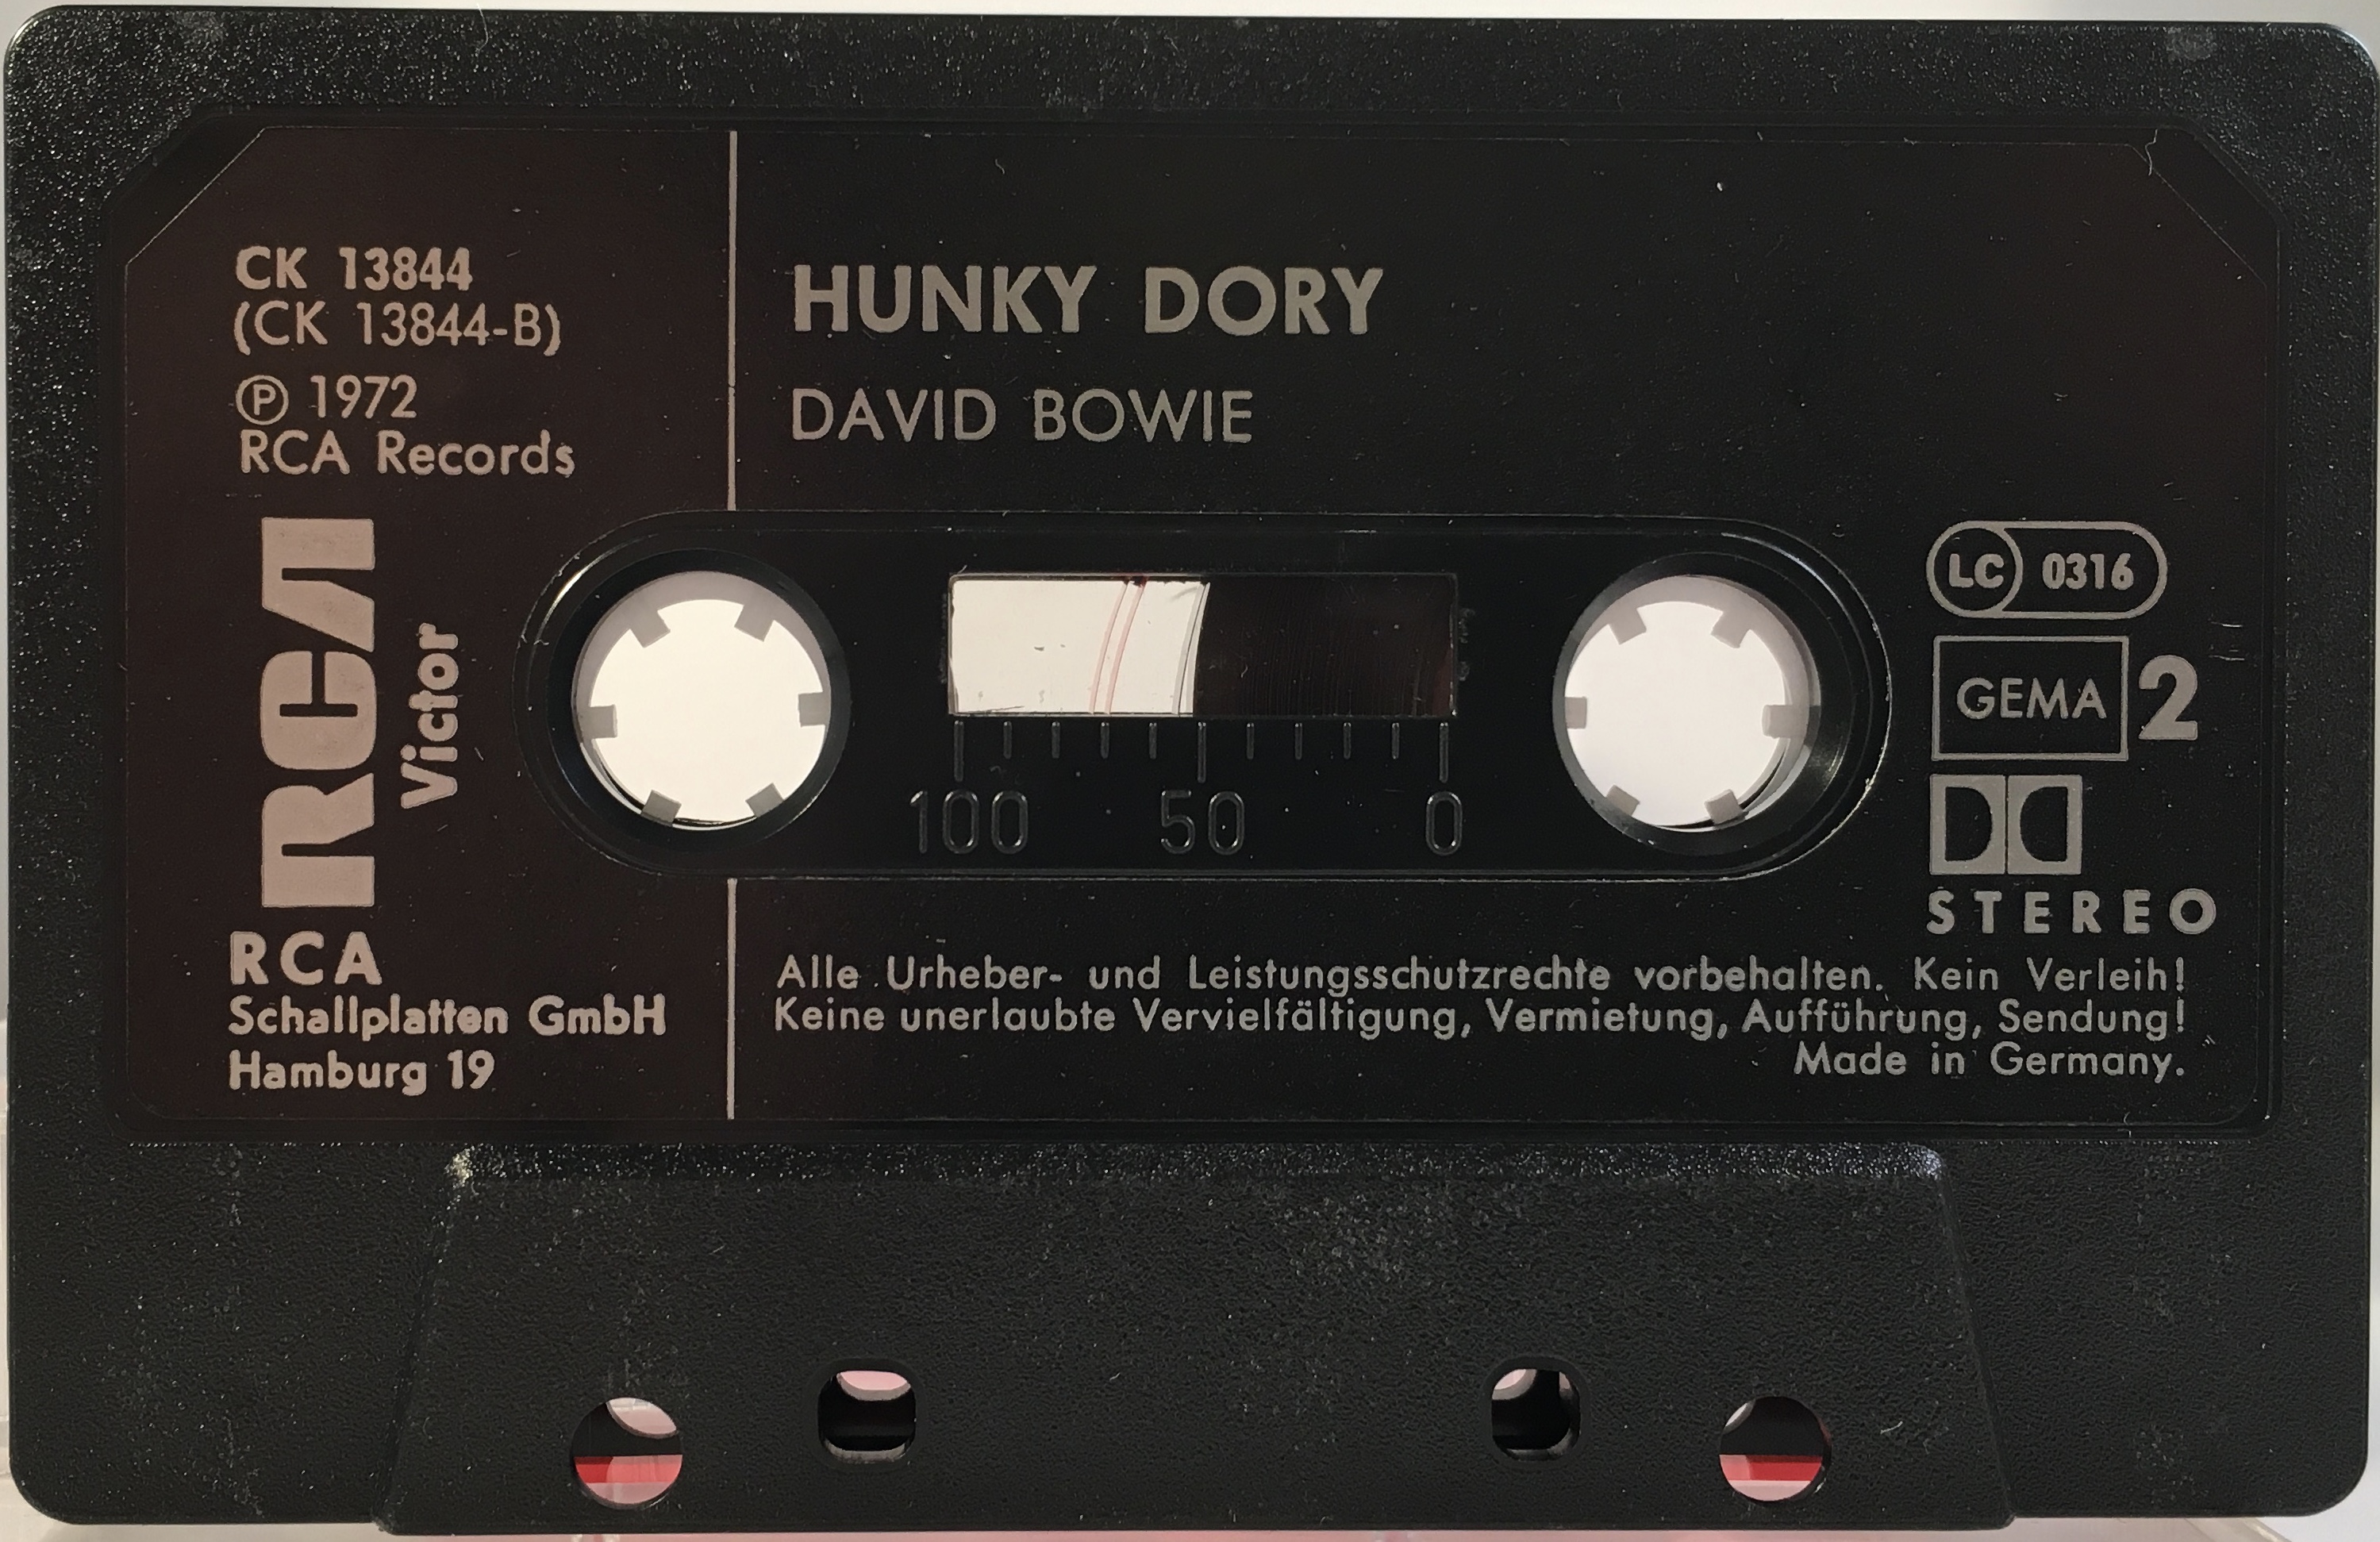 CK 13844
(CK 13844-B)
Ⓟ 1972
RCA Records
RCA
Victor
RCA
Schallplatten GmbH
Hamburg 19
HUNKY DORY
DAVID BOWIE
100 50 0
LC 0316
GEMA 2
STEREO
Alle Urheber- und Leistungsschutzrechte vorbehalten. Kein Verleih!
Keine unerlaubte Vervielfältigung, Vermietung, Aufführung, Sendung!
Made in Germany.